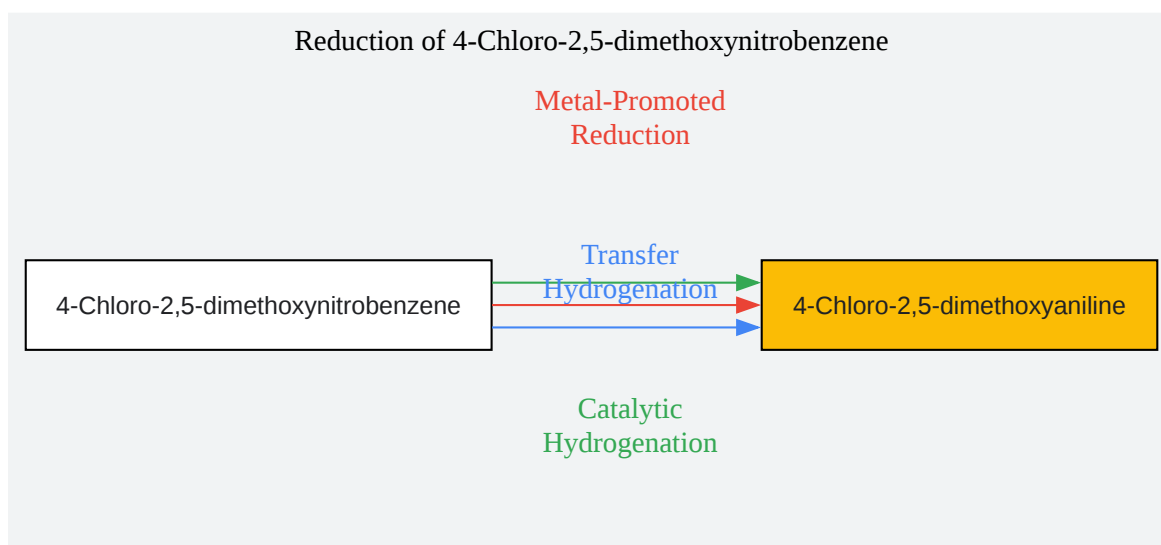 Reduction of 4-Chloro-2,5-dimethoxynitrobenzene
Metal-Promoted
Reduction
Transfer
Hydrogenation
4-Chloro-2,5-dimethoxynitrobenzene
4-Chloro-2,5-dimethoxyaniline
Catalytic
Hydrogenation